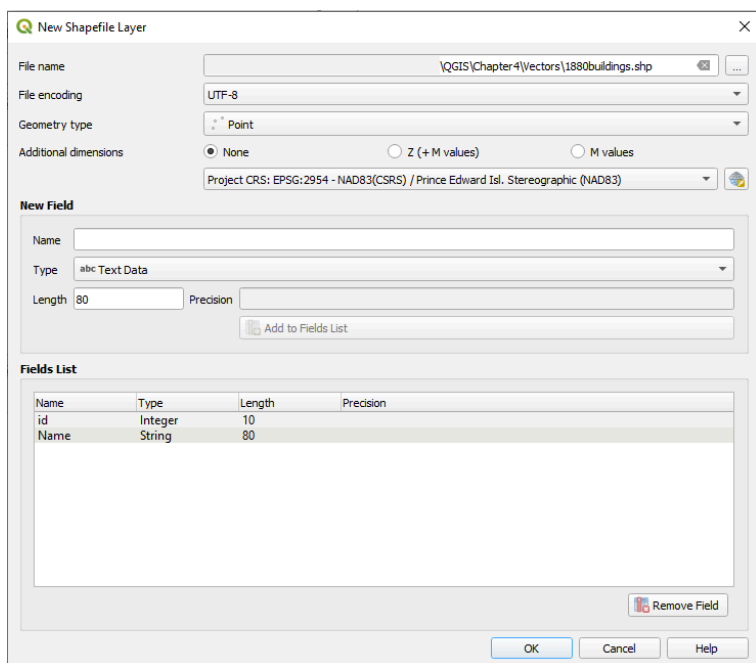 New Shapefile Layer
File name \QGIS\Chapter4\Vectors\1880buildings.shp ...
File encoding UTF-8
Geometry type Point
Additional dimensions None Z (+ M values) M values
Project CRS: EPSG:2954 - NAD83(CSRS) / Prince Edward Isl. Stereographic (NAD83)
New Field
Name
Type abc Text Data
Length 80 Precision
Add to Fields List
Fields List
Name Type Length Precision
id Integer 10
Name String 80
Remove Field
OK Cancel Help